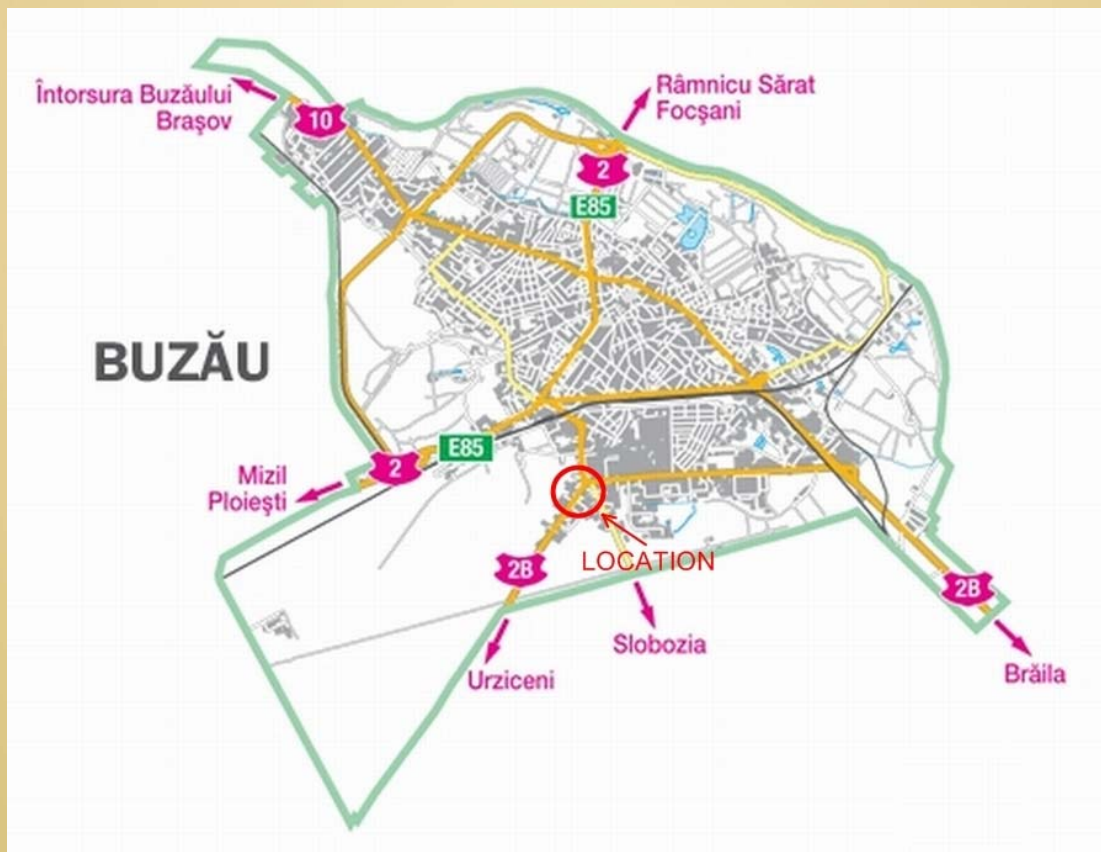 Întorsura Buzăului
Brașov
10
Râmnicu Sărat
Focșani
2
E85
BUZĂU
E85
2
Mizil
Ploiești
LOCATION
2B
2B
Slobozia
Urziceni
Brăila